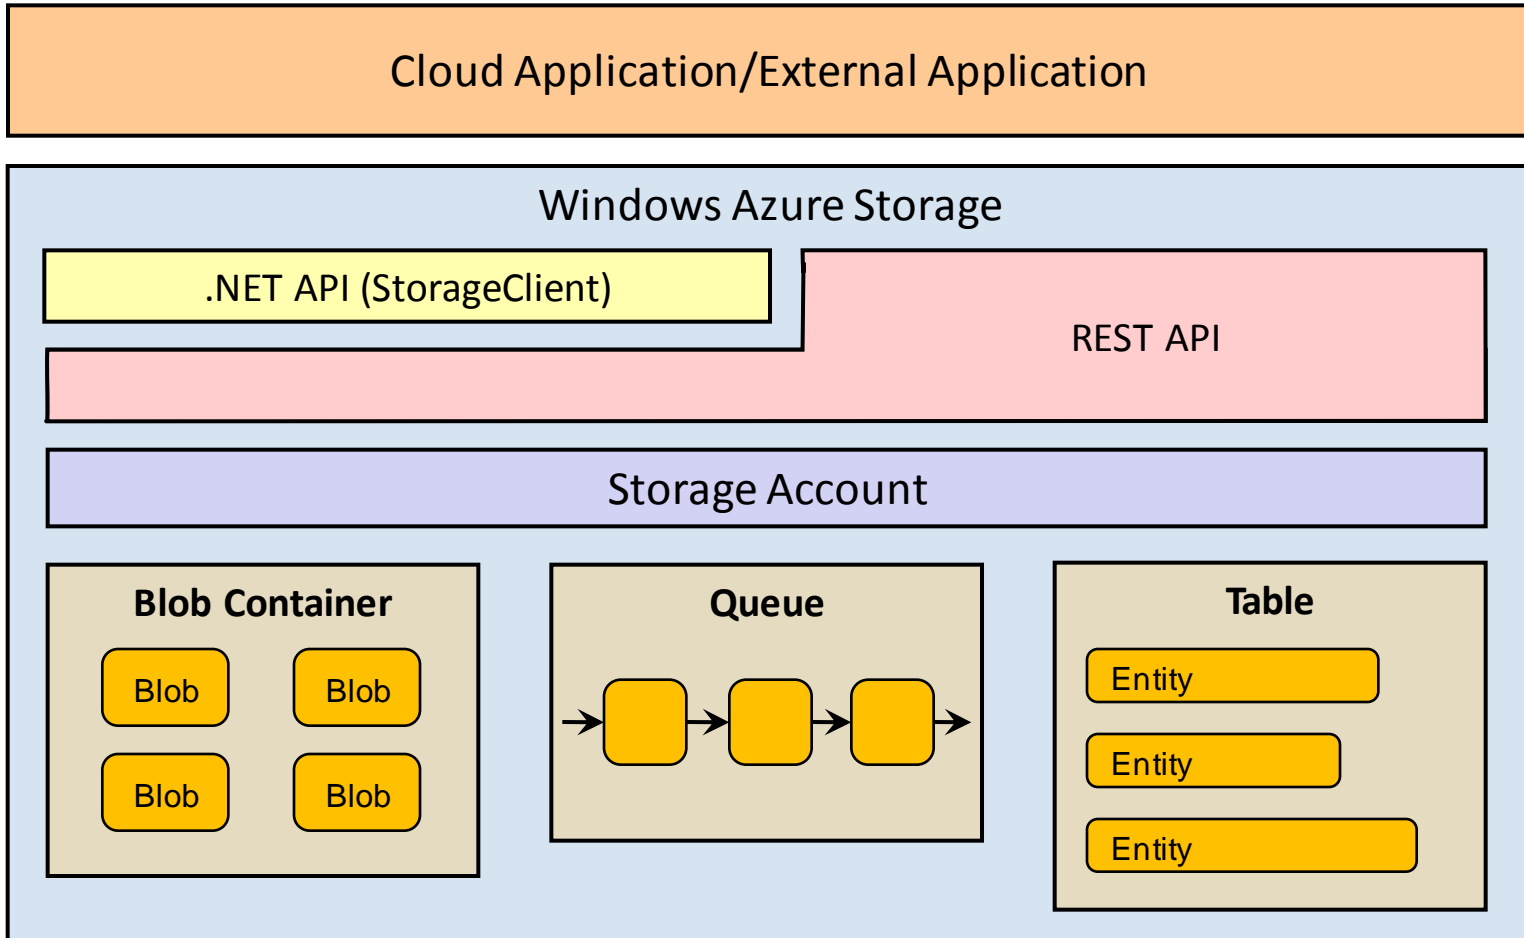 Cloud Application/External Application
Windows Azure Storage
.NET API (StorageClient)
REST API
Storage Account
Blob Container
Blob
Blob
Blob
Blob
Queue
Table
Entity
Entity
Entity